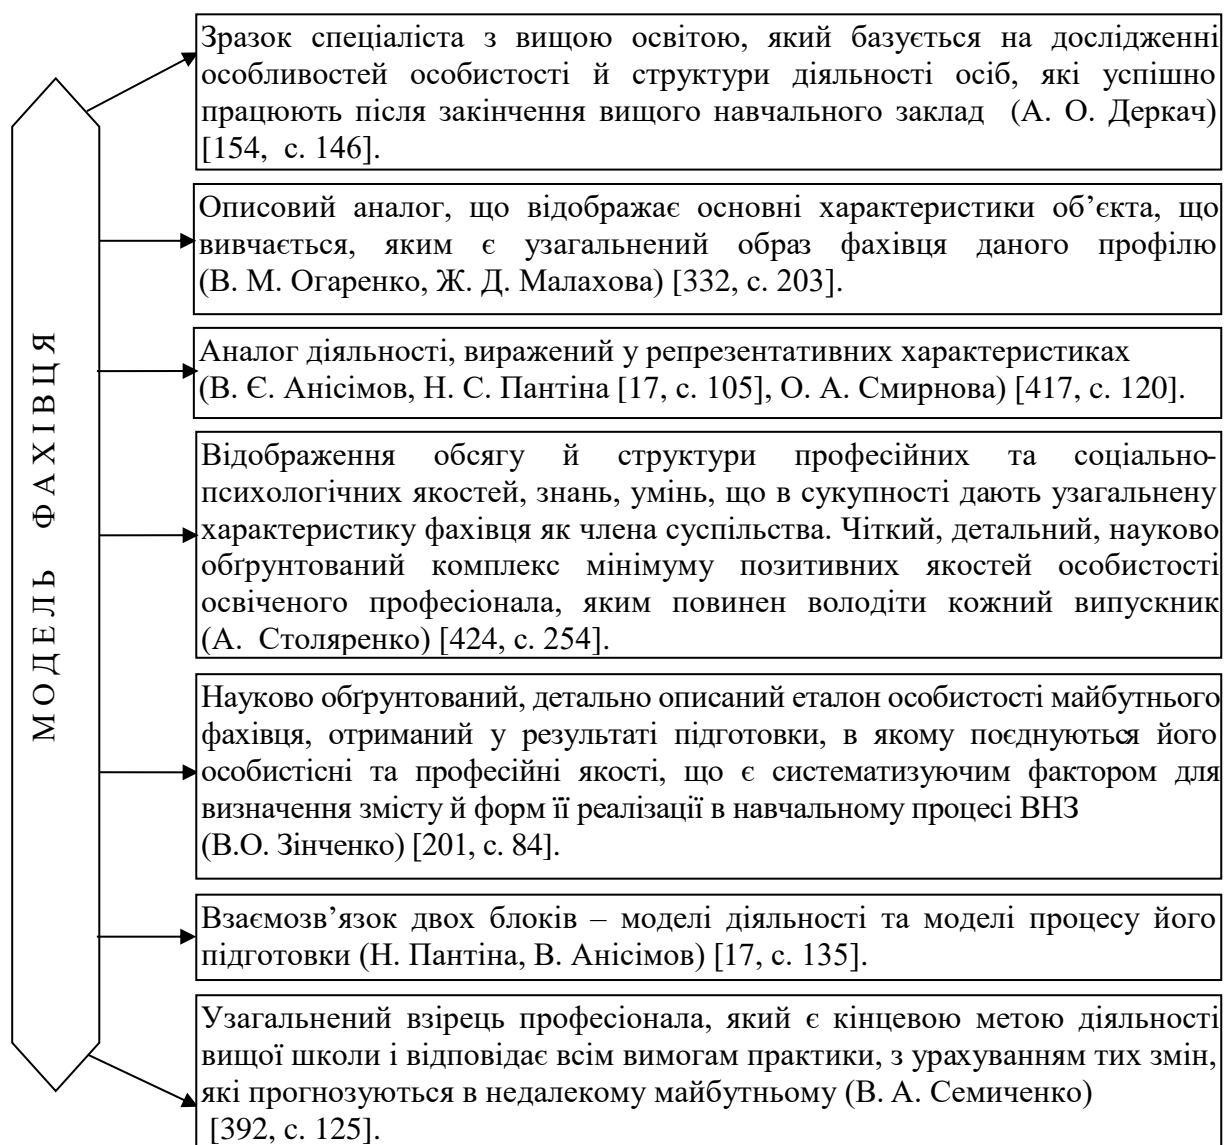 Зразок спеціаліста з вищою освітою, який базується на дослідженні
особливостей особистості й структури діяльності осіб, які успішно
працюють після закінчення вищого навчального заклад (А. О. Деркач)
[154, с. 146].
Описовий аналог, що відображає основні характеристики об’єкта, що
вивчається, яким є узагальнений образ фахівця даного профілю
(В. М. Огаренко, Ж. Д. Малахова) [332, с. 203].
МОДЕЛЬ ФАХІВЦЯ
Аналог діяльності, виражений у репрезентативних характеристиках
(В. Є. Анісімов, Н. С. Пантіна [17, с. 105], О. А. Смирнова) [417, с. 120].
Відображення обсягу й структури професійних та соціально-
психологічних якостей, знань, умінь, що в сукупності дають узагальнену
характеристику фахівця як члена суспільства. Чіткий, детальний, науково
обґрунтований комплекс мінімуму позитивних якостей особистості
освіченого професіонала, яким повинен володіти кожний випускник
(А. Столяренко) [424, с. 254].
Науково обґрунтований, детально описаний еталон особистості майбутнього
фахівця, отриманий у результаті підготовки, в якому поєднуються його
особистісні та професійні якості, що є систематизуючим фактором для
визначення змісту й форм її реалізації в навчальному процесі ВНЗ
(В.О. Зінченко) [201, с. 84].
Взаємозв’язок двох блоків – моделі діяльності та моделі процесу його
підготовки (Н. Пантіна, В. Анісімов) [17, с. 135].
Узагальнений взірець професіонала, який є кінцевою метою діяльності
вищої школи і відповідає всім вимогам практики, з урахуванням тих змін,
які прогнозуються в недалекому майбутньому (В. А. Семиченко)
[392, с. 125].